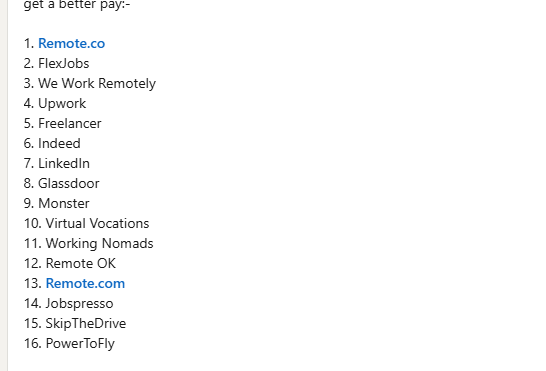 get a better pay:-
1. Remote.co
2. FlexJobs
3. We Work Remotely
4. Upwork
5. Freelancer
6. Indeed
7. LinkedIn
8. Glassdoor
9. Monster
10. Virtual Vocations
11. Working Nomads
12. Remote OK
13. Remote.com
14. Jobspresso
15. SkipTheDrive
16. PowerToFly